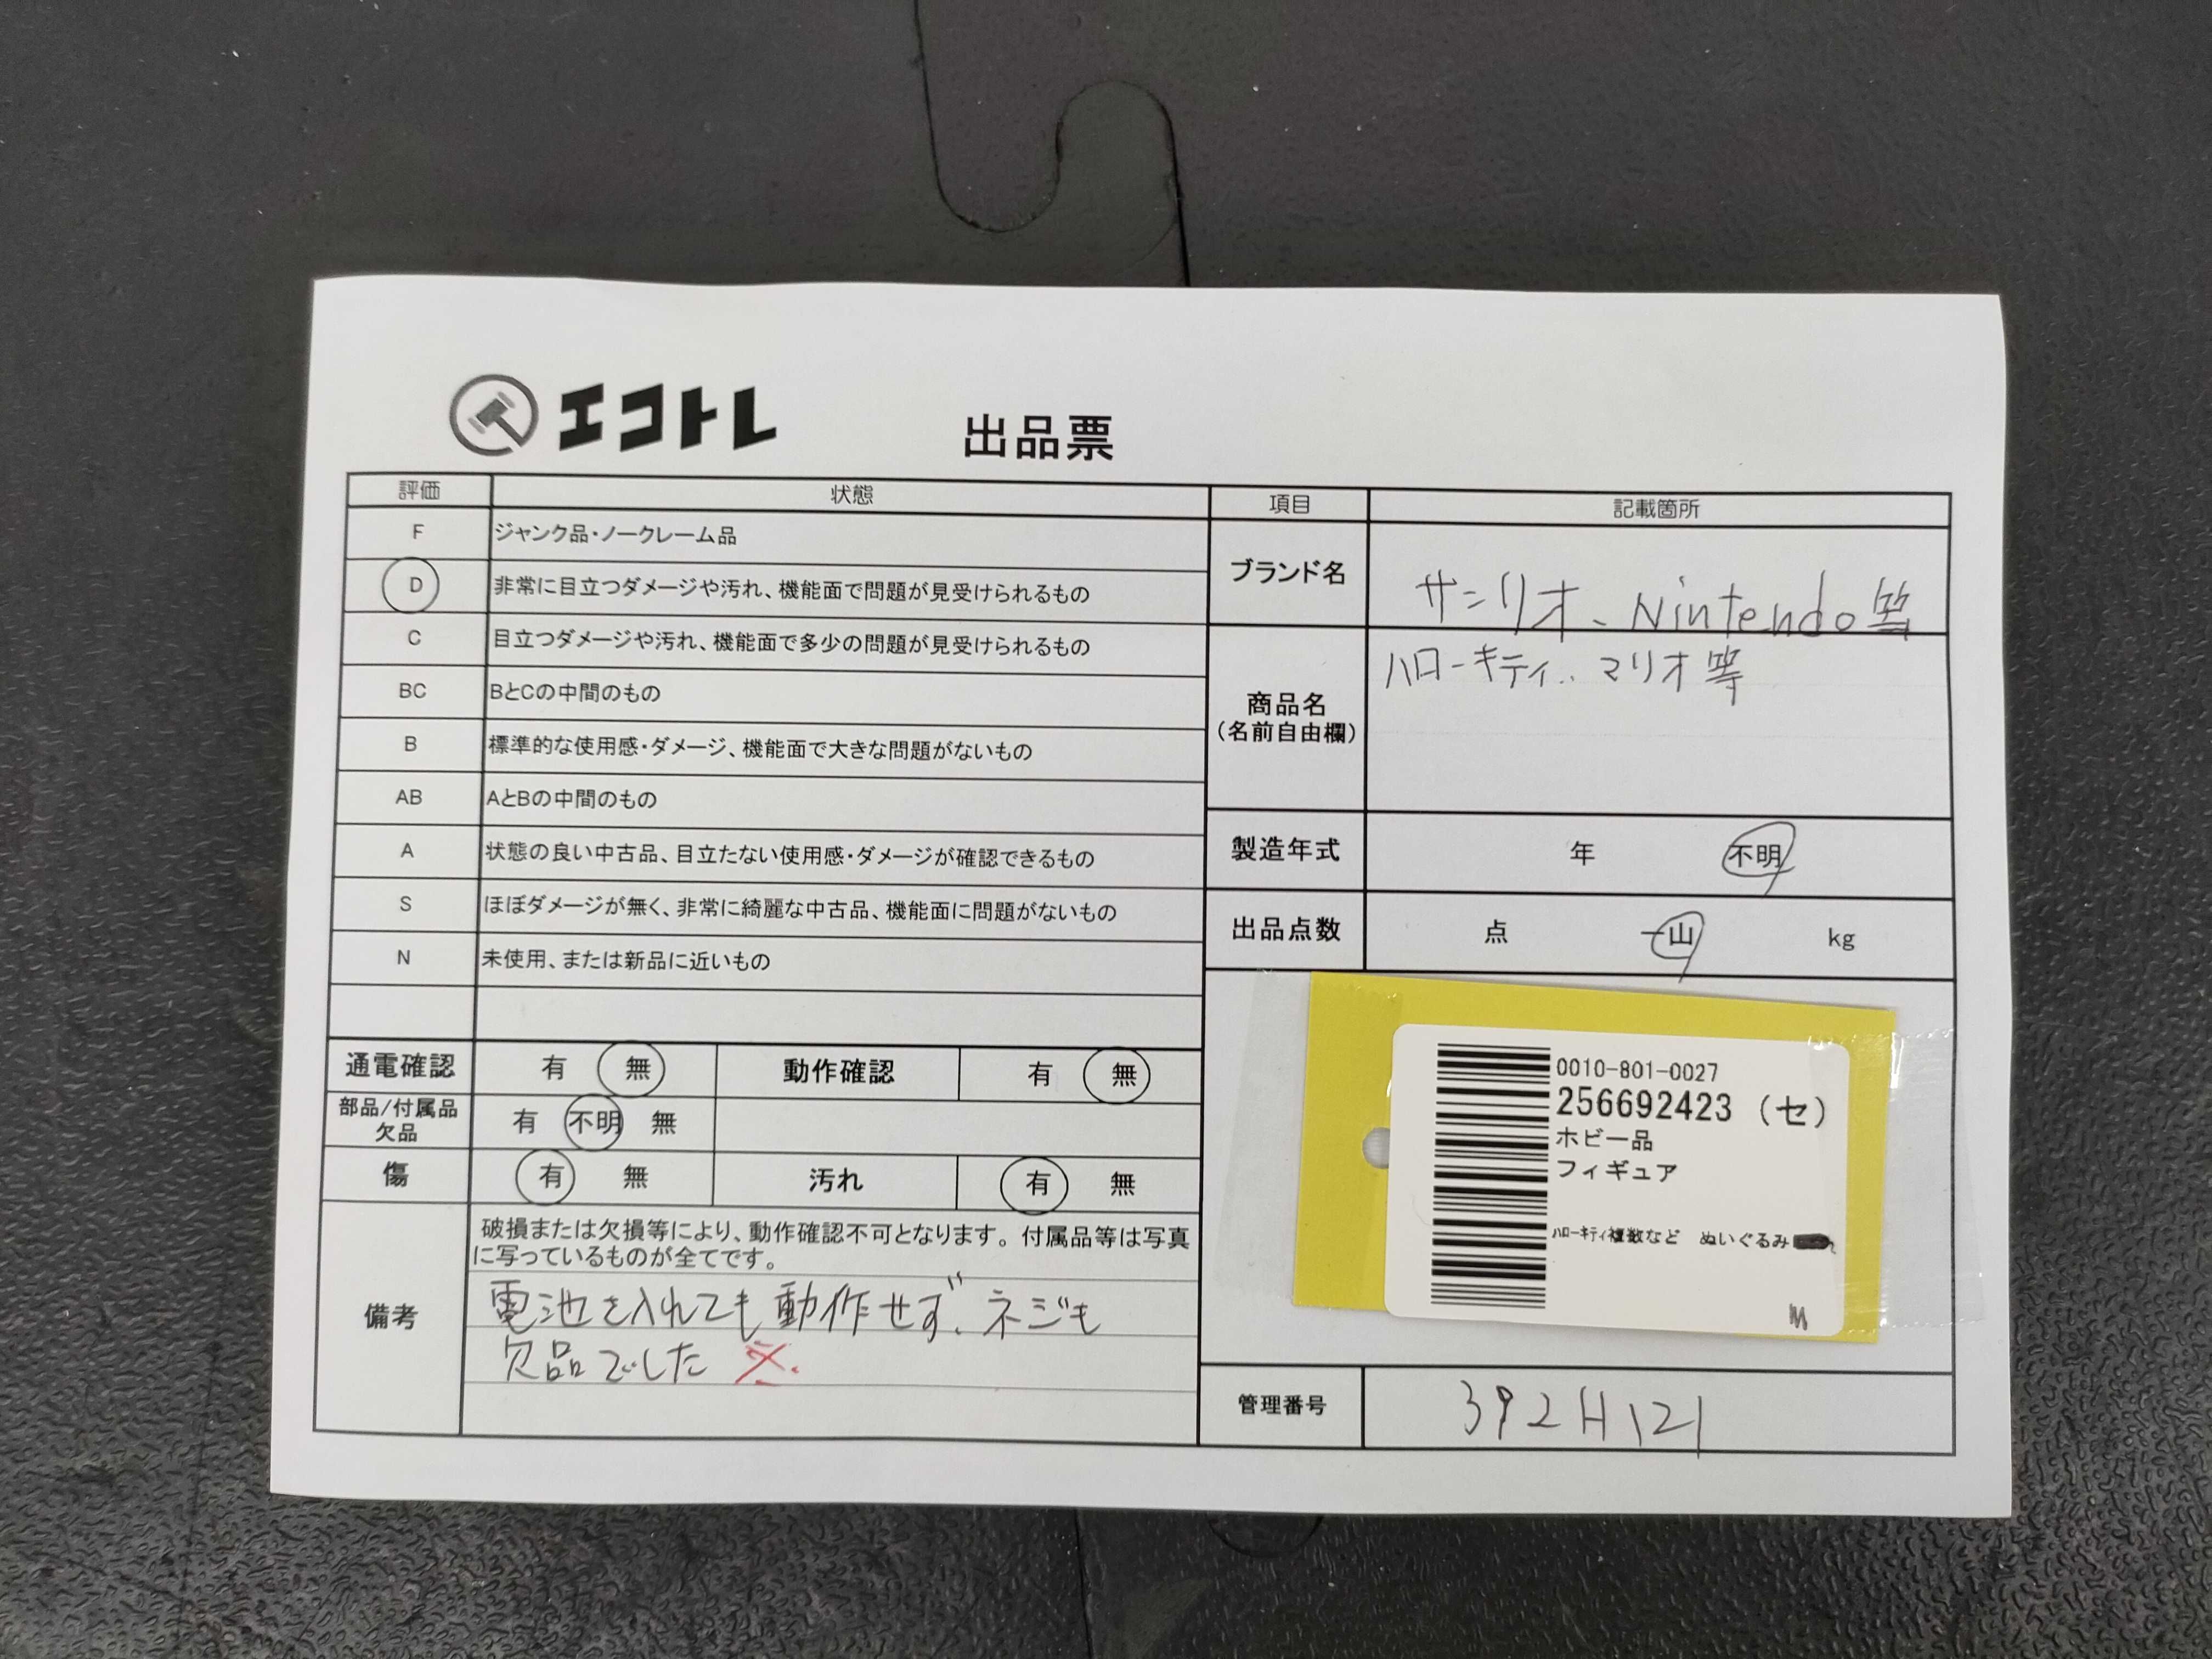 エコトレ 出品票
評価 状態
F ジャンク品・ノークレーム品
D 非常に目立つダメージや汚れ、機能面で問題が見受けられるもの
C 目立つダメージや汚れ、機能面で多少の問題が見受けられるもの
BC BとCの中間のもの
B 標準的な使用感・ダメージ、機能面で大きな問題がないもの
AB AとBの中間のもの
A 状態の良い中古品、目立たない使用感・ダメージが確認できるもの
S ほぼダメージが無く、非常に綺麗な中古品、機能面に問題がないもの
N 未使用、または新品に近いもの
通電確認 有 無 動作確認 有 無
部品/付属品
欠品 有 不明 無
傷 有 無 汚れ 有 無
備考
破損または欠損等により、動作確認不可となります。付属品等は写真
に写っているものが全てです。
電池を入れても動作せず、ネジも
欠品でした ※
項目 記載箇所
ブランド名 サンリオ、Nintendo等
商品名
(名前自由欄)
ハローキティ、マリオ等
製造年式 年 不明
出品点数 点 一山 kg
0010-801-0027
256692423 (セ)
ホビー品
フィギュア
ハローキティ複数など ぬいぐるみ
M
管理番号 392H121